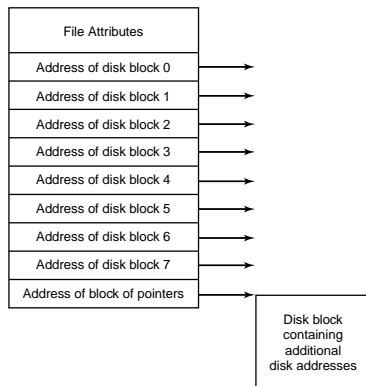 File Attributes
Address of disk block 0
Address of disk block 1
Address of disk block 2
Address of disk block 3
Address of disk block 4
Address of disk block 5
Address of disk block 6
Address of disk block 7
Address of block of pointers
Disk block
containing
additional
disk addresses